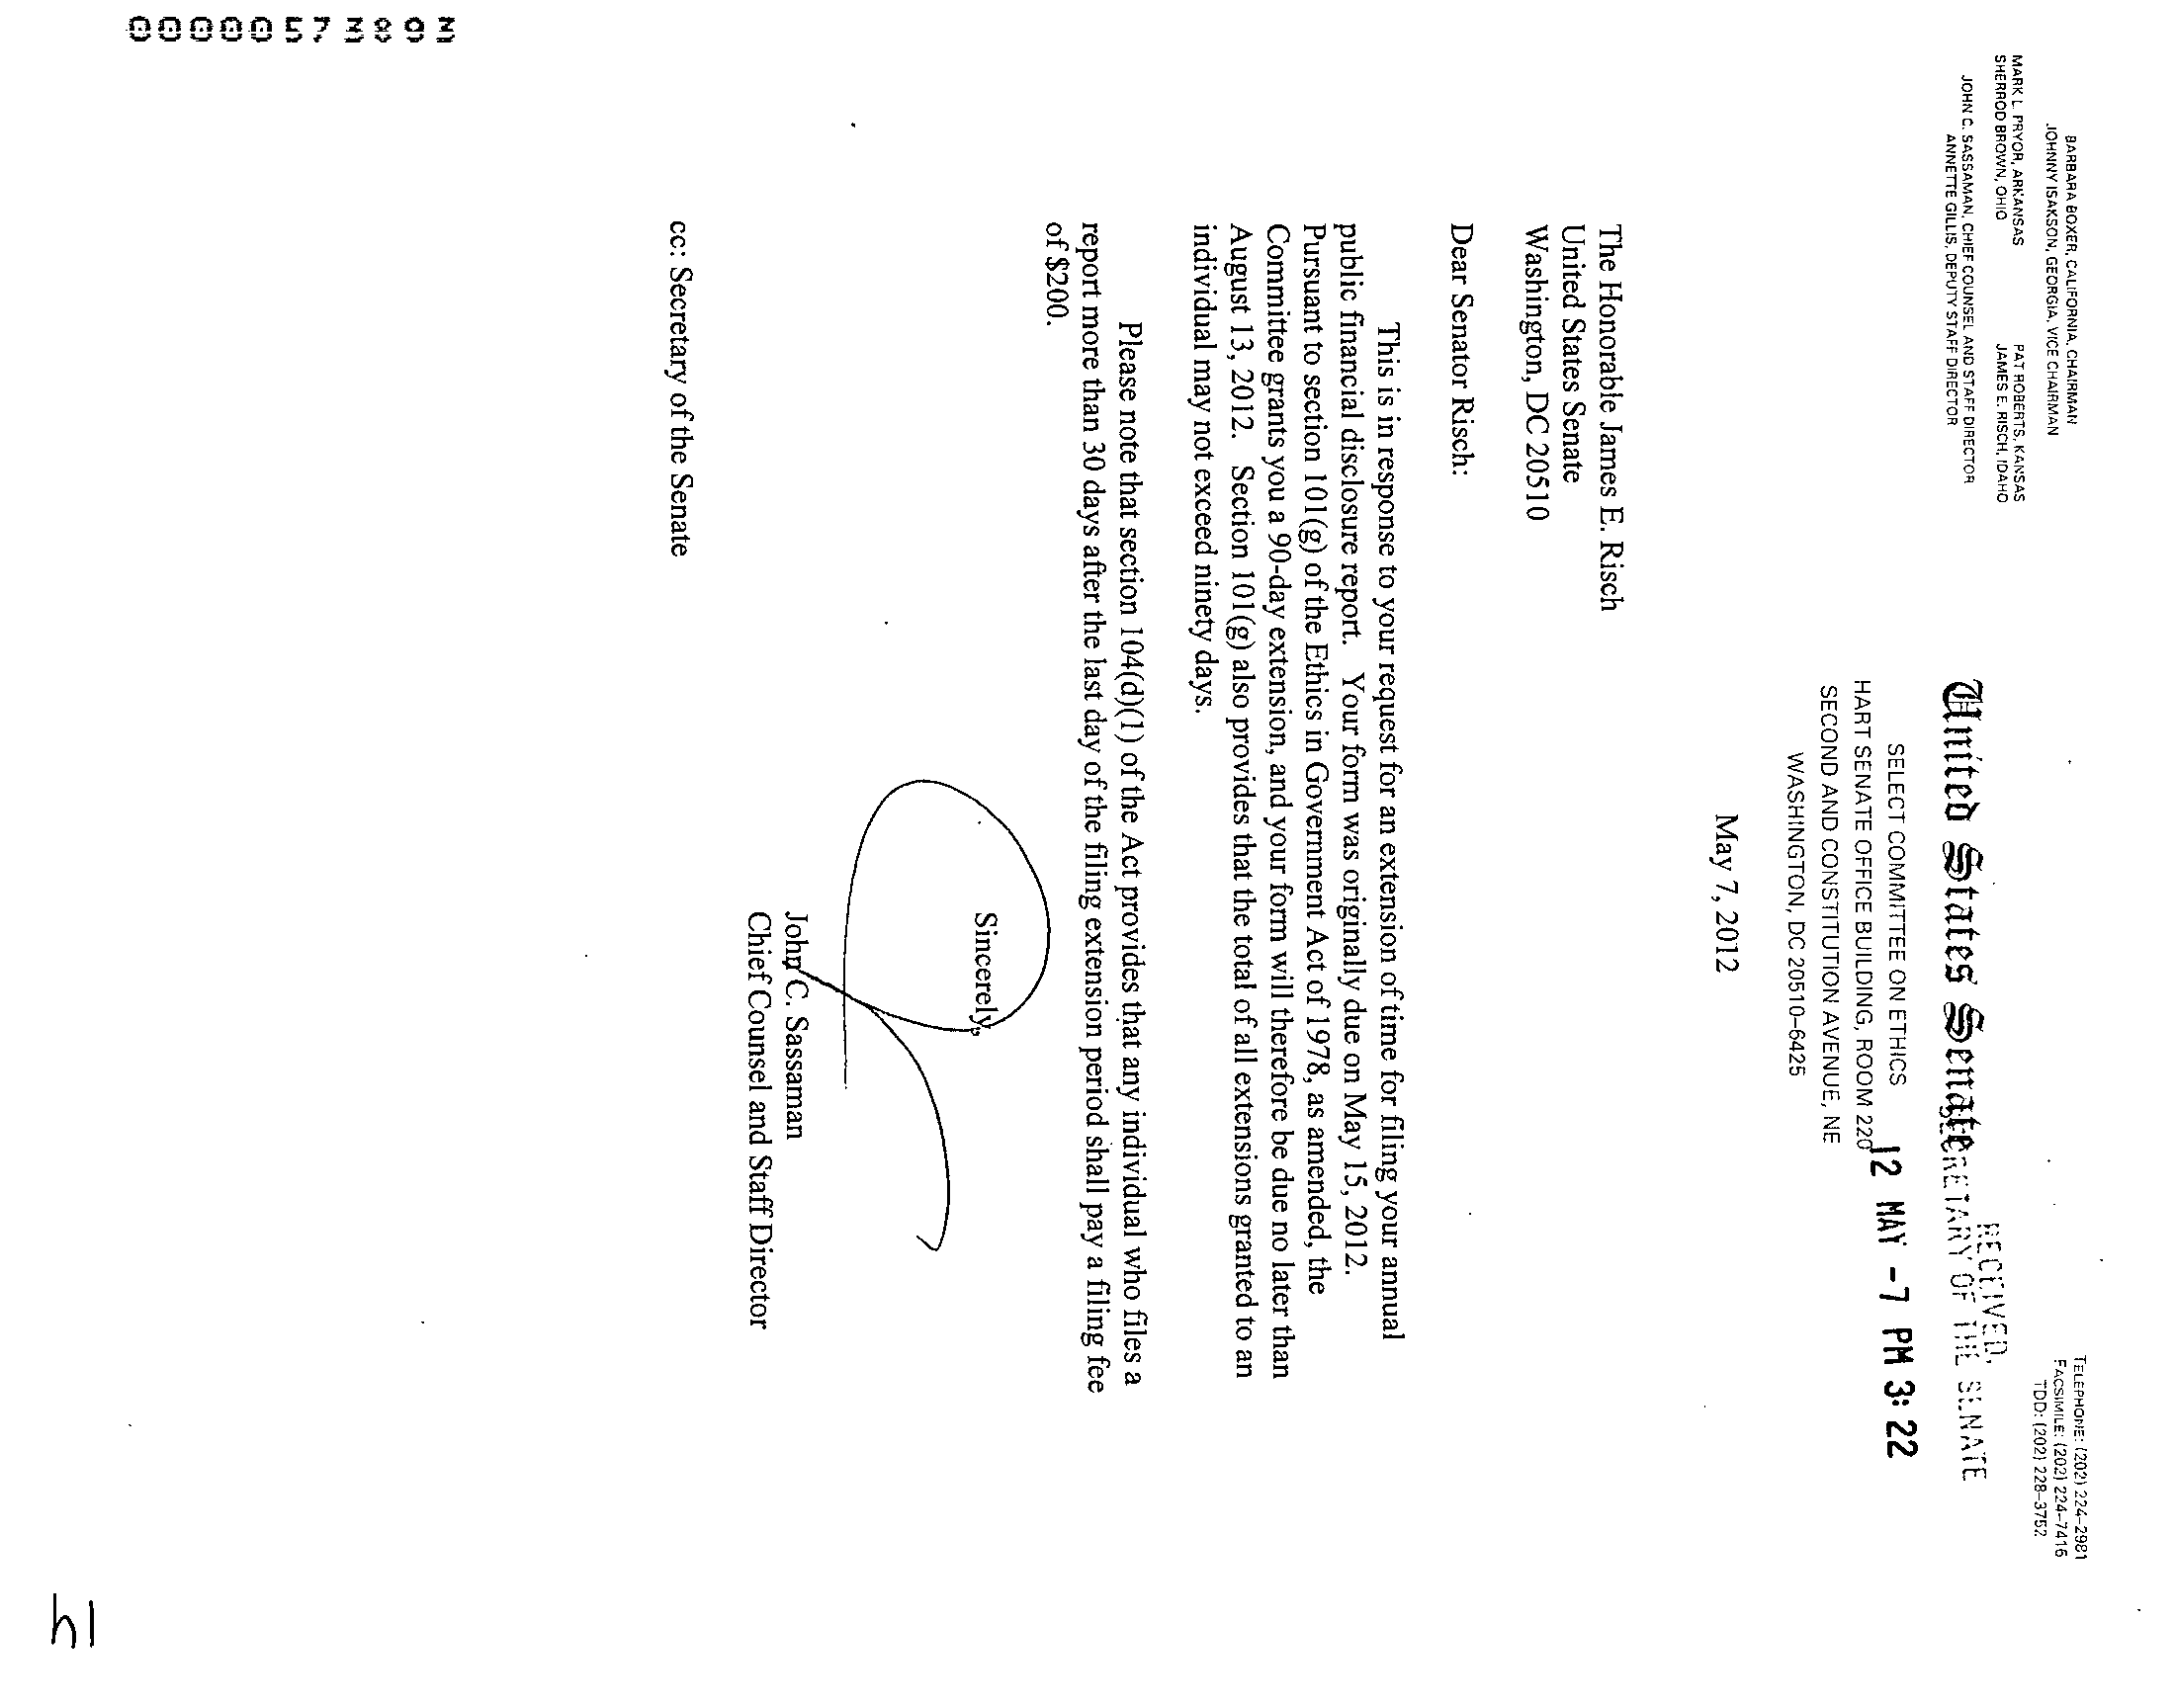 BARBARA BOXER, CALIFORNIA, CHAIRMAN
JOHNNY ISAKSON, GEORGIA, VICE CHAIRMAN
MARK L. PRYOR, ARKANSAS PAT ROBERTS, KANSAS
SHERROD BROWN, OHIO JAMES E. RISCH, IDAHO
JOHN C. SASSAMAN, CHIEF COUNSEL AND STAFF DIRECTOR
ANNETTE GILLIS, DEPUTY STAFF DIRECTOR
TELEPHONE: (202) 224-2981
FACSIMILE: (202) 224-7416
TDD: (202) 228-3752
RECEIVED,
SECRETARY OF THE SENATE
12 MAY -7 PM 3:22
United States Senate
SELECT COMMITTEE ON ETHICS
HART SENATE OFFICE BUILDING, ROOM 220
SECOND AND CONSTITUTION AVENUE, NE
WASHINGTON, DC 20510-6425
May 7, 2012
The Honorable James E. Risch
United States Senate
Washington, DC 20510
Dear Senator Risch:
This is in response to your request for an extension of time for filing your annual
public financial disclosure report. Your form was originally due on May 15, 2012.
Pursuant to section 101(g) of the Ethics in Government Act of 1978, as amended, the
Committee grants you a 90-day extension, and your form will therefore be due no later than
August 13, 2012. Section 101(g) also provides that the total of all extensions granted to an
individual may not exceed ninety days.
Please note that section 104(d)(1) of the Act provides that any individual who files a
report more than 30 days after the last day of the filing extension period shall pay a filing fee
of $200.
Sincerely,
John C. Sassaman
Chief Counsel and Staff Director
cc: Secretary of the Senate
00000573803
14